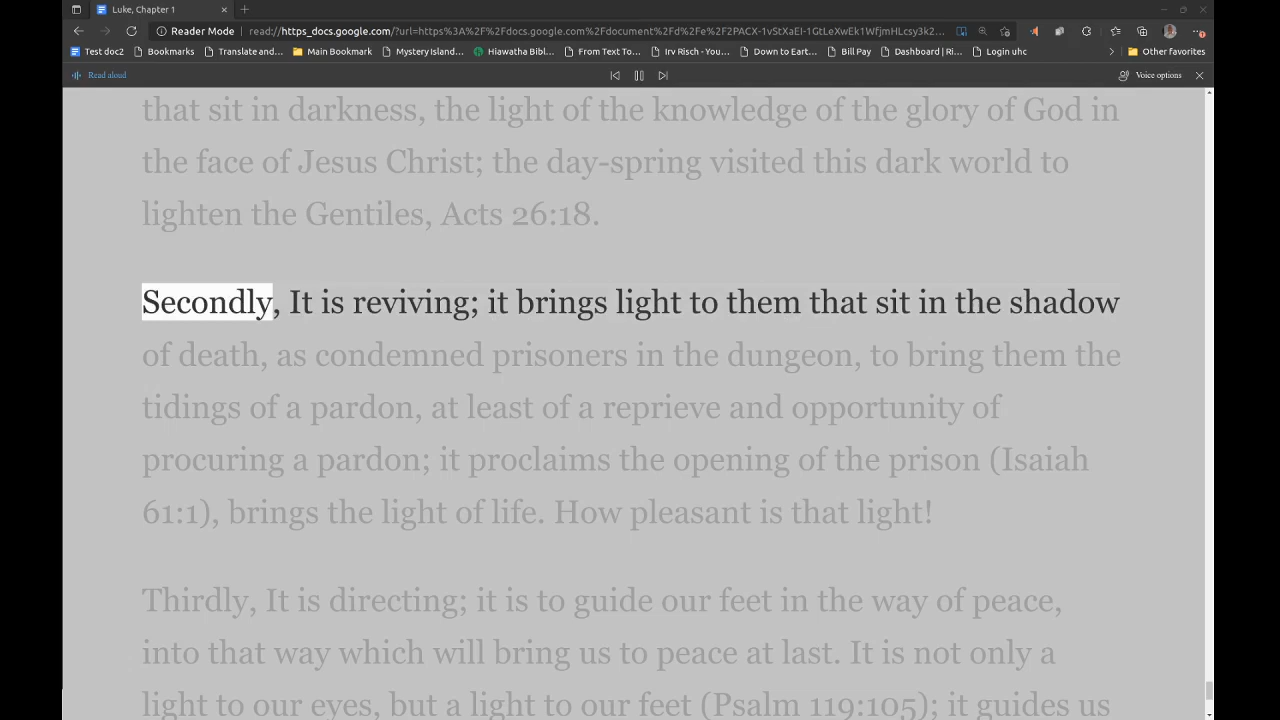 Luke, Chapter 1
Reader Mode read://https_docs.google.com/?url=https%3A%2F%2Fdocs.google.com%2Fdocument%2Fd%2Fe%2F2PACX-1vStXaEI-1GtLeXwEk1WfjmHLcsy3k2...
Test doc2 Bookmarks Translate and... Main Bookmark Mystery Island... Hiawatha Bibl... From Text To... Irv Risch - You... Down to Eart... Bill Pay Dashboard | Ri... Login uhc Other favorites
Read aloud Voice options
that sit in darkness, the light of the knowledge of the glory of God in
the face of Jesus Christ; the day-spring visited this dark world to
lighten the Gentiles, Acts 26:18.
Secondly, It is reviving; it brings light to them that sit in the shadow
of death, as condemned prisoners in the dungeon, to bring them the
tidings of a pardon, at least of a reprieve and opportunity of
procuring a pardon; it proclaims the opening of the prison (Isaiah
61:1), brings the light of life. How pleasant is that light!
Thirdly, It is directing; it is to guide our feet in the way of peace,
into that way which will bring us to peace at last. It is not only a
light to our eyes, but a light to our feet (Psalm 119:105); it guides us